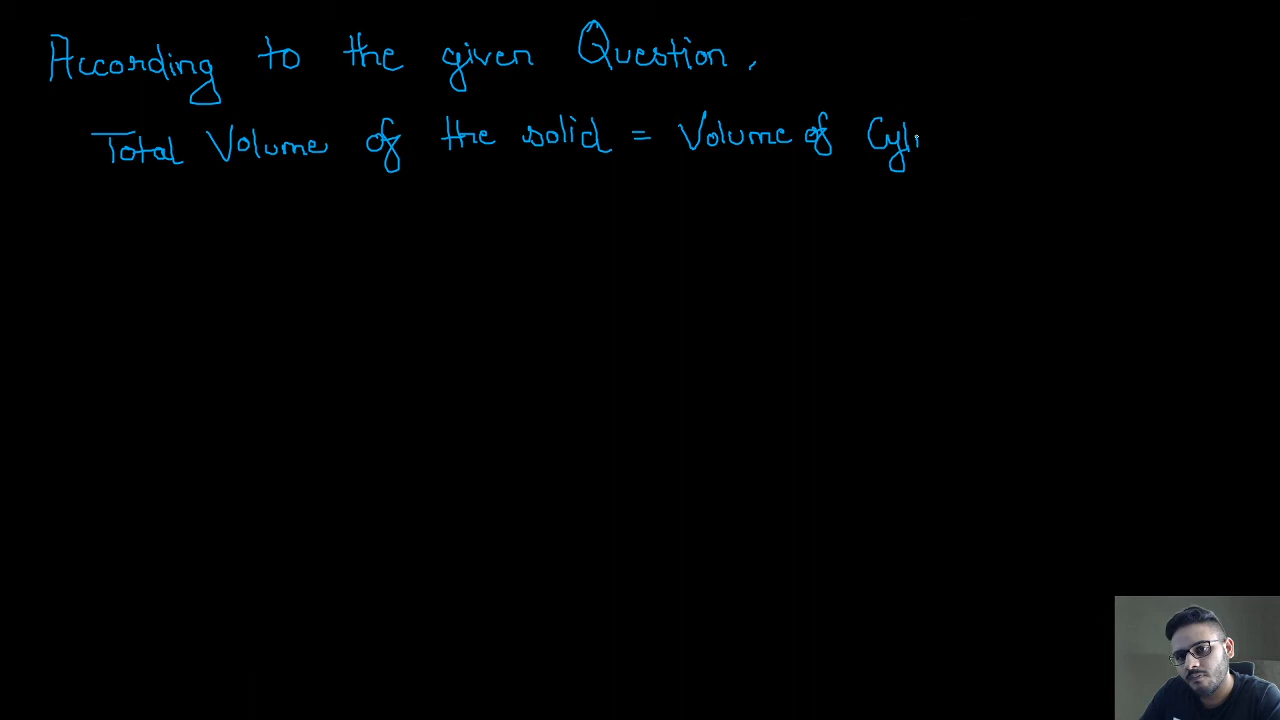 According to the given Question,
Total Volume of the solid = Volume of Cyli